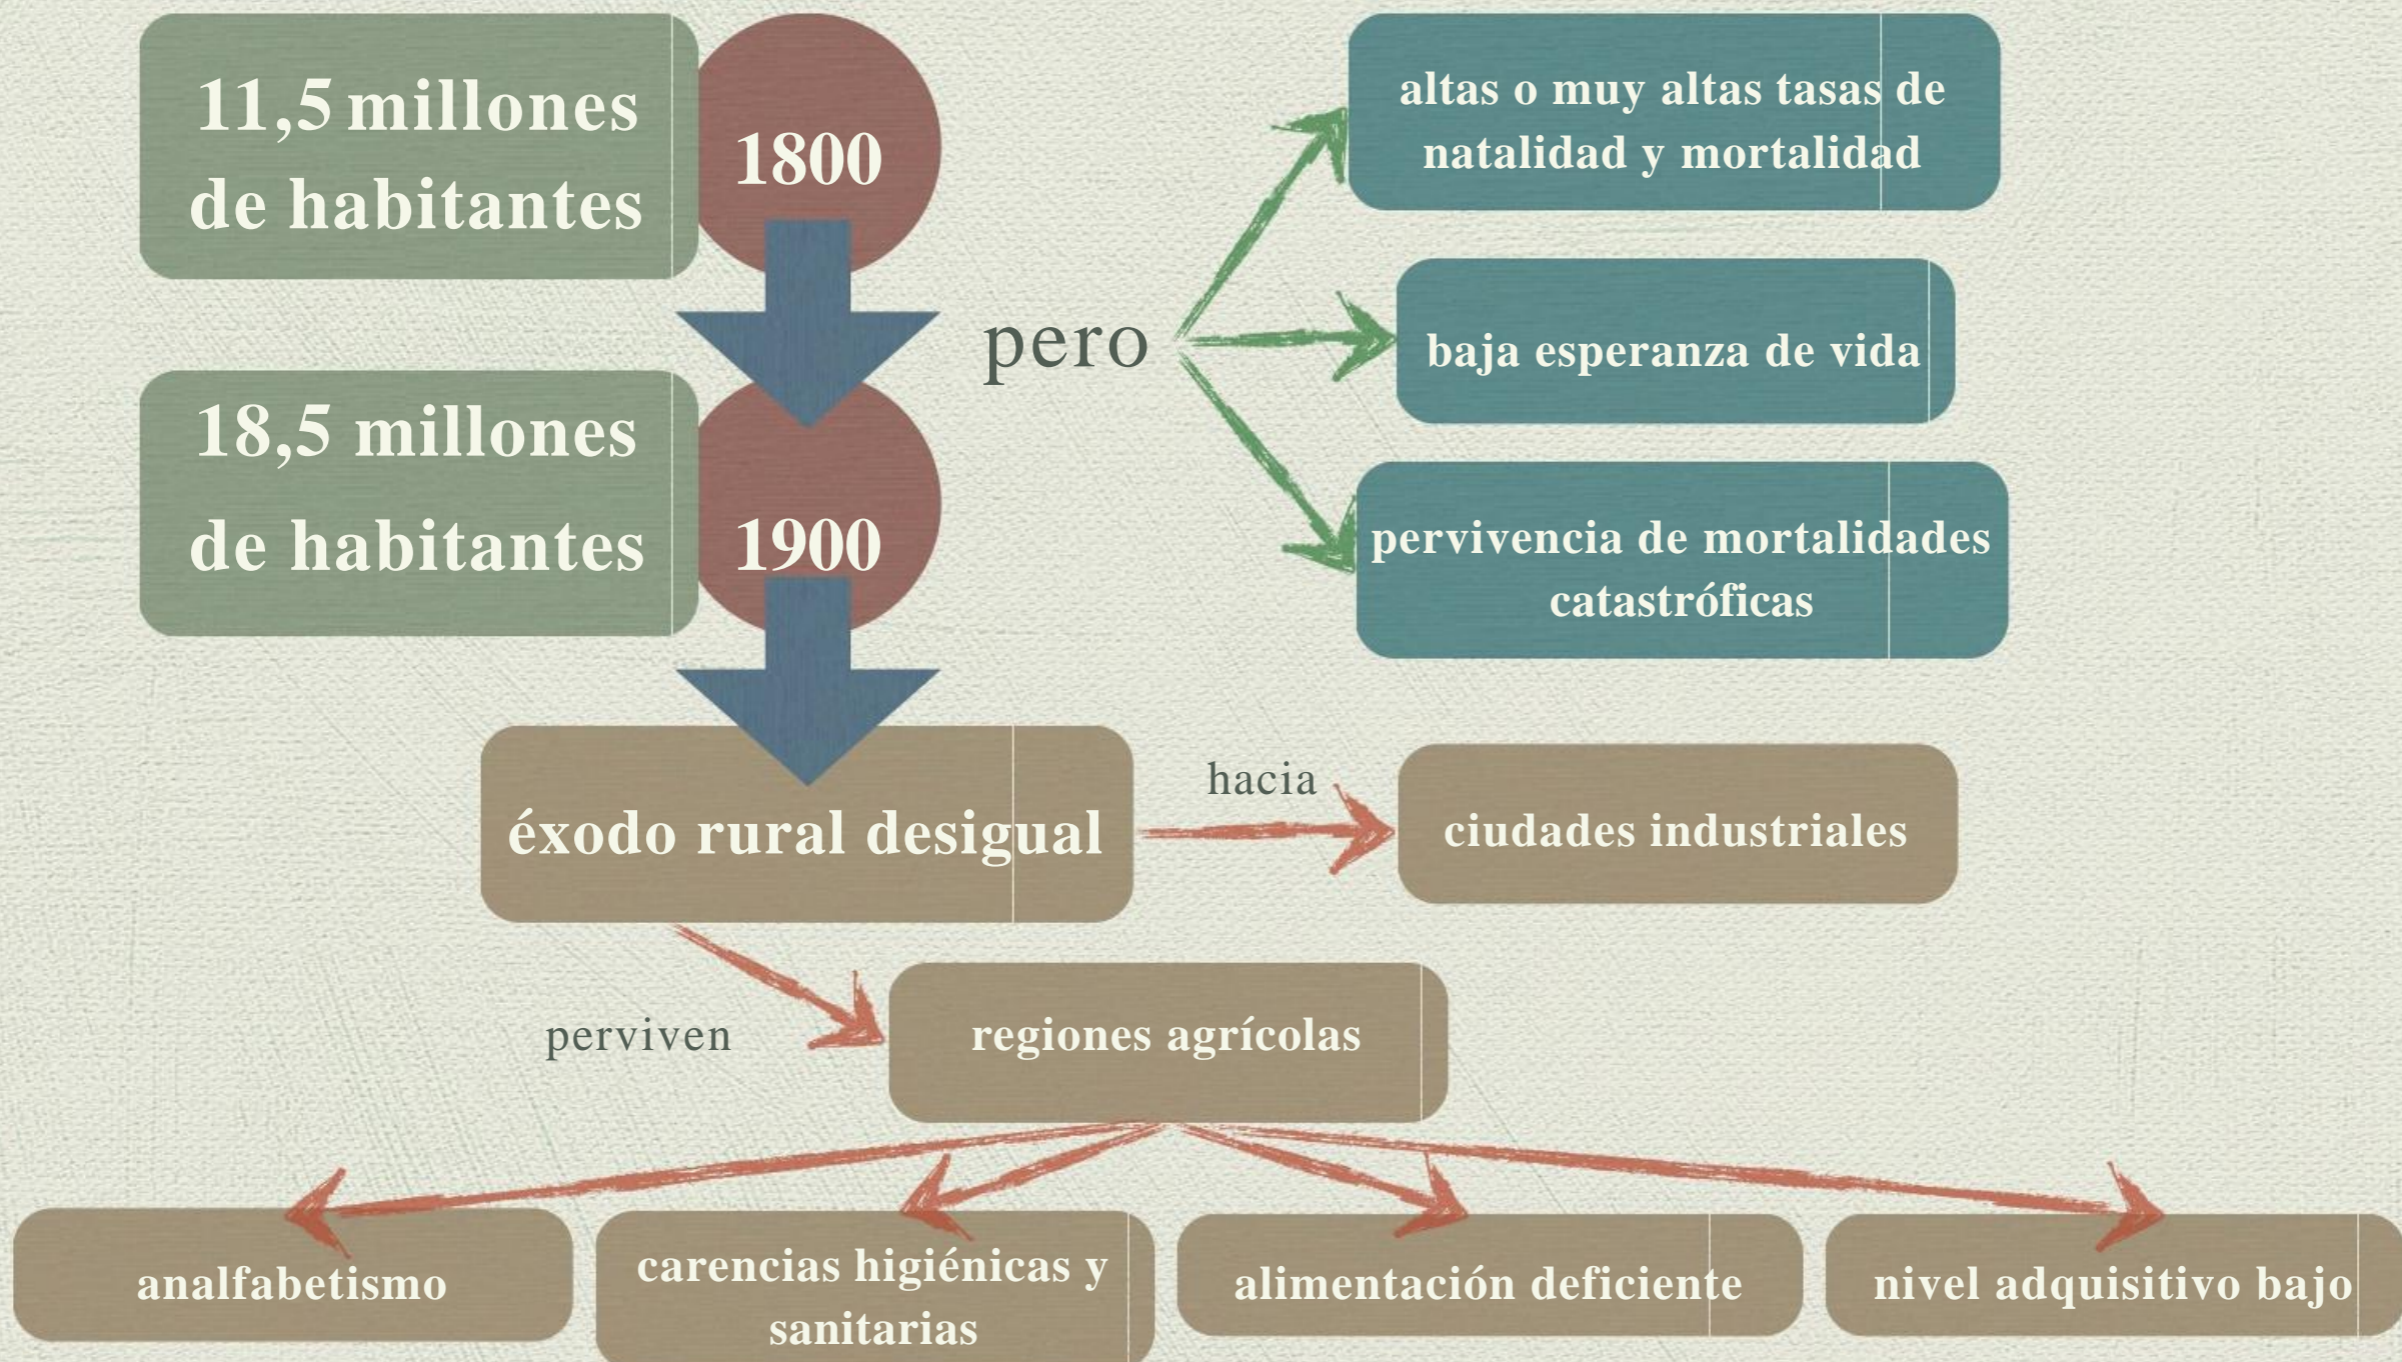 11,5 millones
de habitantes
1800
pero
altas o muy altas tasas de
natalidad y mortalidad
baja esperanza de vida
pervivencia de mortalidades
catastróficas
18,5 millones
de habitantes
1900
éxodo rural desigual
hacia
ciudades industriales
perviven
regiones agrícolas
analfabetismo
carencias higiénicas y
sanitarias
alimentación deficiente
nivel adquisitivo bajo